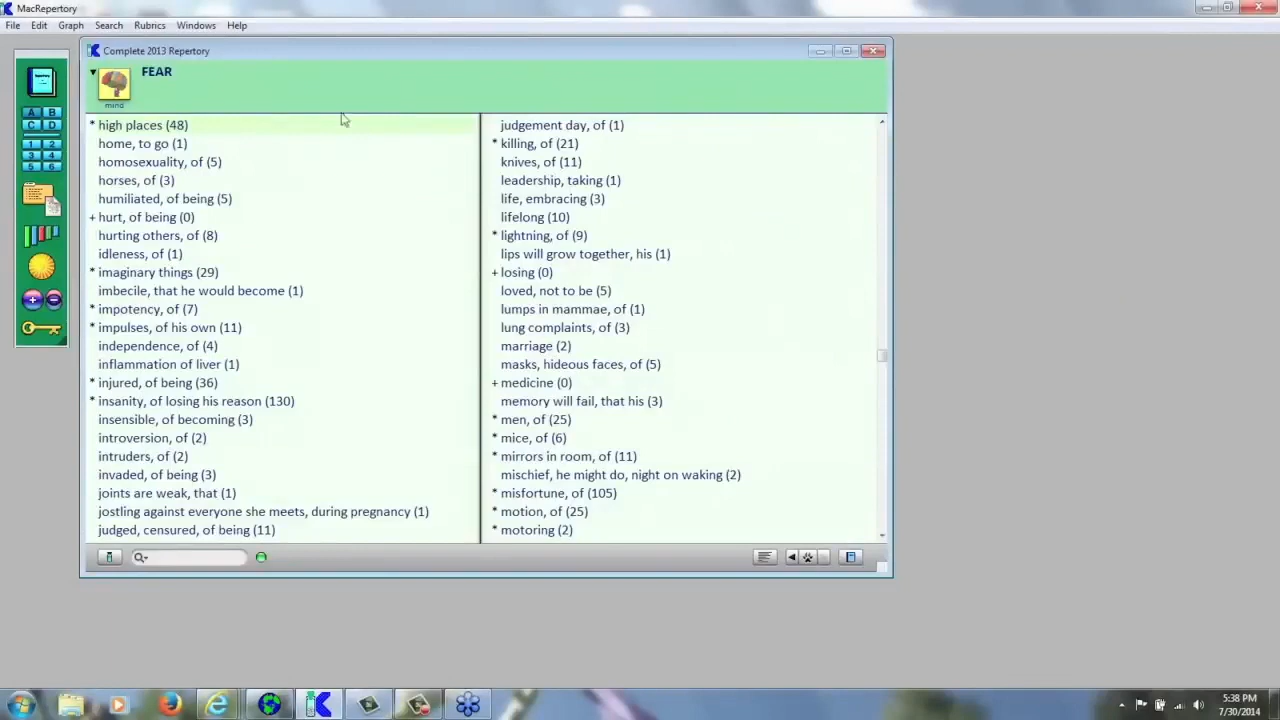 MacRepertory
File Edit Graph Search Rubrics Windows Help
Complete 2013 Repertory
FEAR
mind
A B
C D
1 2
3 4
5 6
* high places (48)
home, to go (1)
homosexuality, of (5)
horses, of (3)
humiliated, of being (5)
+ hurt, of being (0)
hurting others, of (8)
idleness, of (1)
* imaginary things (29)
imbecile, that he would become (1)
* impotency, of (7)
* impulses, of his own (11)
independence, of (4)
inflammation of liver (1)
* injured, of being (36)
* insanity, of losing his reason (130)
insensible, of becoming (3)
introversion, of (2)
intruders, of (2)
invaded, of being (3)
joints are weak, that (1)
jostling against everyone she meets, during pregnancy (1)
judged, censured, of being (11)
judgement day, of (1)
* killing, of (21)
knives, of (11)
leadership, taking (1)
life, embracing (3)
lifelong (10)
* lightning, of (9)
lips will grow together, his (1)
+ losing (0)
loved, not to be (5)
lumps in mammae, of (1)
lung complaints, of (3)
marriage (2)
masks, hideous faces, of (5)
+ medicine (0)
memory will fail, that his (3)
* men, of (25)
* mice, of (6)
* mirrors in room, of (11)
mischief, he might do, night on waking (2)
* misfortune, of (105)
* motion, of (25)
* motoring (2)
5:38 PM
7/30/2014